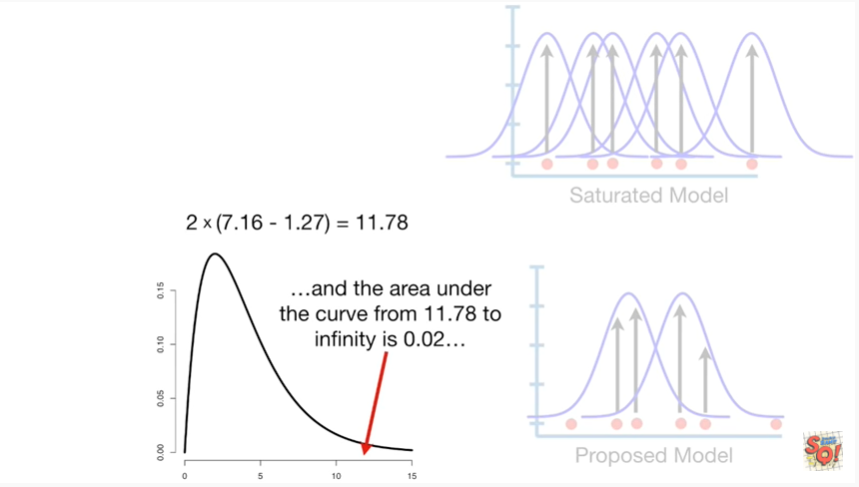 Saturated Model
2 x (7.16 - 1.27) = 11.78
...and the area under
the curve from 11.78 to
infinity is 0.02...
0.15
0.10
0.05
0.00
0 5 10 15
Proposed Model
SQ!